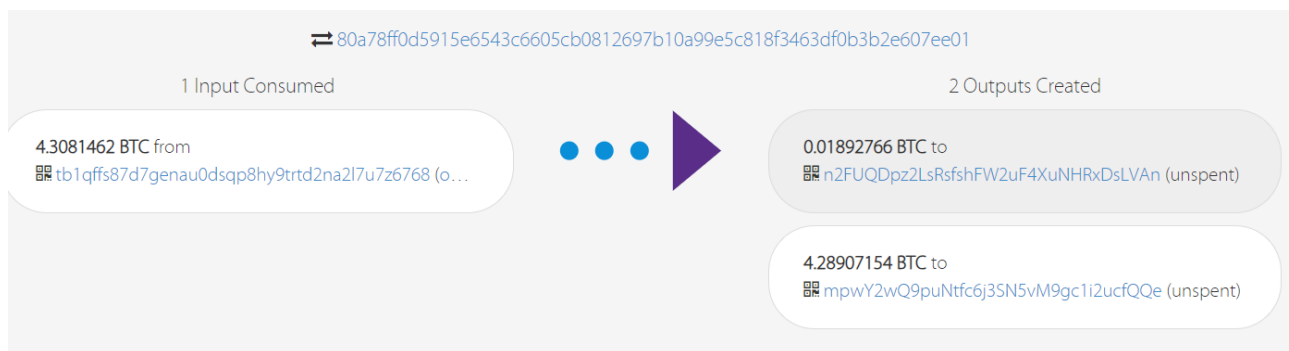 80a78ff0d5915e6543c6605cb0812697b10a99e5c818f3463df0b3b2e607ee01
1 Input Consumed
4.3081462 BTC from
tb1qffs87d7genau0dsqp8hy9trtd2na2l7u7z6768 (o…
2 Outputs Created
0.01892766 BTC to
n2FUQDpz2LsRsfshFW2uF4XuNHRxDsLVAn (unspent)
4.28907154 BTC to
mpwY2wQ9puNtfc6j3SN5vM9gc1i2ucfQQe (unspent)